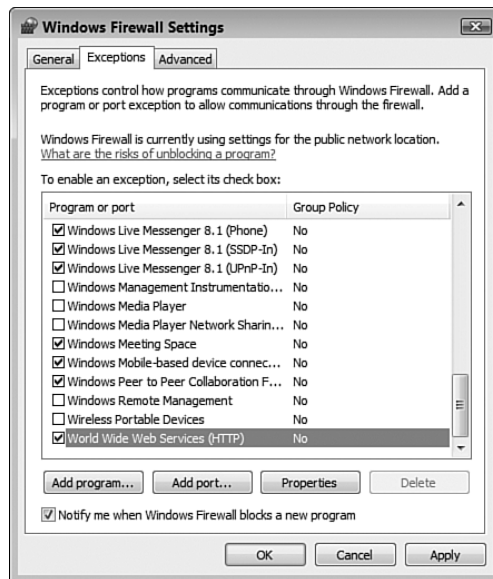 Windows Firewall Settings
General Exceptions Advanced
Exceptions control how programs communicate through Windows Firewall. Add a
program or port exception to allow communications through the firewall.
Windows Firewall is currently using settings for the public network location.
What are the risks of unblocking a program?
To enable an exception, select its check box:
Program or port Group Policy
Windows Live Messenger 8.1 (Phone) No
Windows Live Messenger 8.1 (SSDP-In) No
Windows Live Messenger 8.1 (UPnP-In) No
Windows Management Instrumentatio... No
Windows Media Player No
Windows Media Player Network Sharin... No
Windows Meeting Space No
Windows Mobile-based device connec... No
Windows Peer to Peer Collaboration F... No
Windows Remote Management No
Wireless Portable Devices No
World Wide Web Services (HTTP) No
Add program... Add port... Properties Delete
Notify me when Windows Firewall blocks a new program
OK Cancel Apply